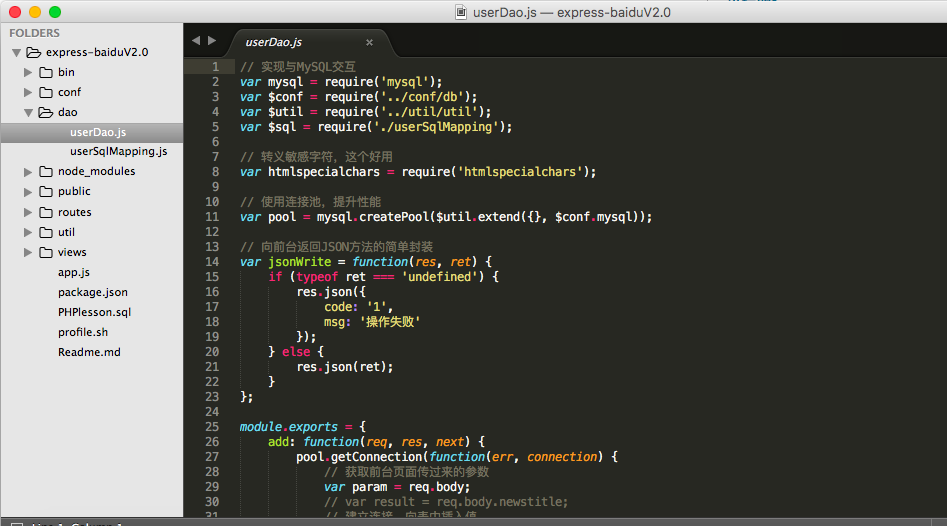 userDao.js — express-baiduV2.0
FOLDERS
express-baiduV2.0
bin
conf
dao
userDao.js
userSqlMapping.js
node_modules
public
routes
util
views
app.js
package.json
PHPlesson.sql
profile.sh
Readme.md
userDao.js ×
1 // 实现与MySQL交互
2 var mysql = require('mysql');
3 var $conf = require('../conf/db');
4 var $util = require('../util/util');
5 var $sql = require('./userSqlMapping');
6
7 // 转义敏感字符，这个好用
8 var htmlspecialchars = require('htmlspecialchars');
9
10 // 使用连接池，提升性能
11 var pool = mysql.createPool($util.extend({}, $conf.mysql));
12
13 // 向前台返回JSON方法的简单封装
14 var jsonWrite = function(res, ret) {
15 if (typeof ret === 'undefined') {
16 res.json({
17 code: '1',
18 msg: '操作失败'
19 });
20 } else {
21 res.json(ret);
22 }
23 };
24
25 module.exports = {
26 add: function(req, res, next) {
27 pool.getConnection(function(err, connection) {
28 // 获取前台页面传过来的参数
29 var param = req.body;
30 // var result = req.body.newstitle;
31 // 建立连接，向表中插入值